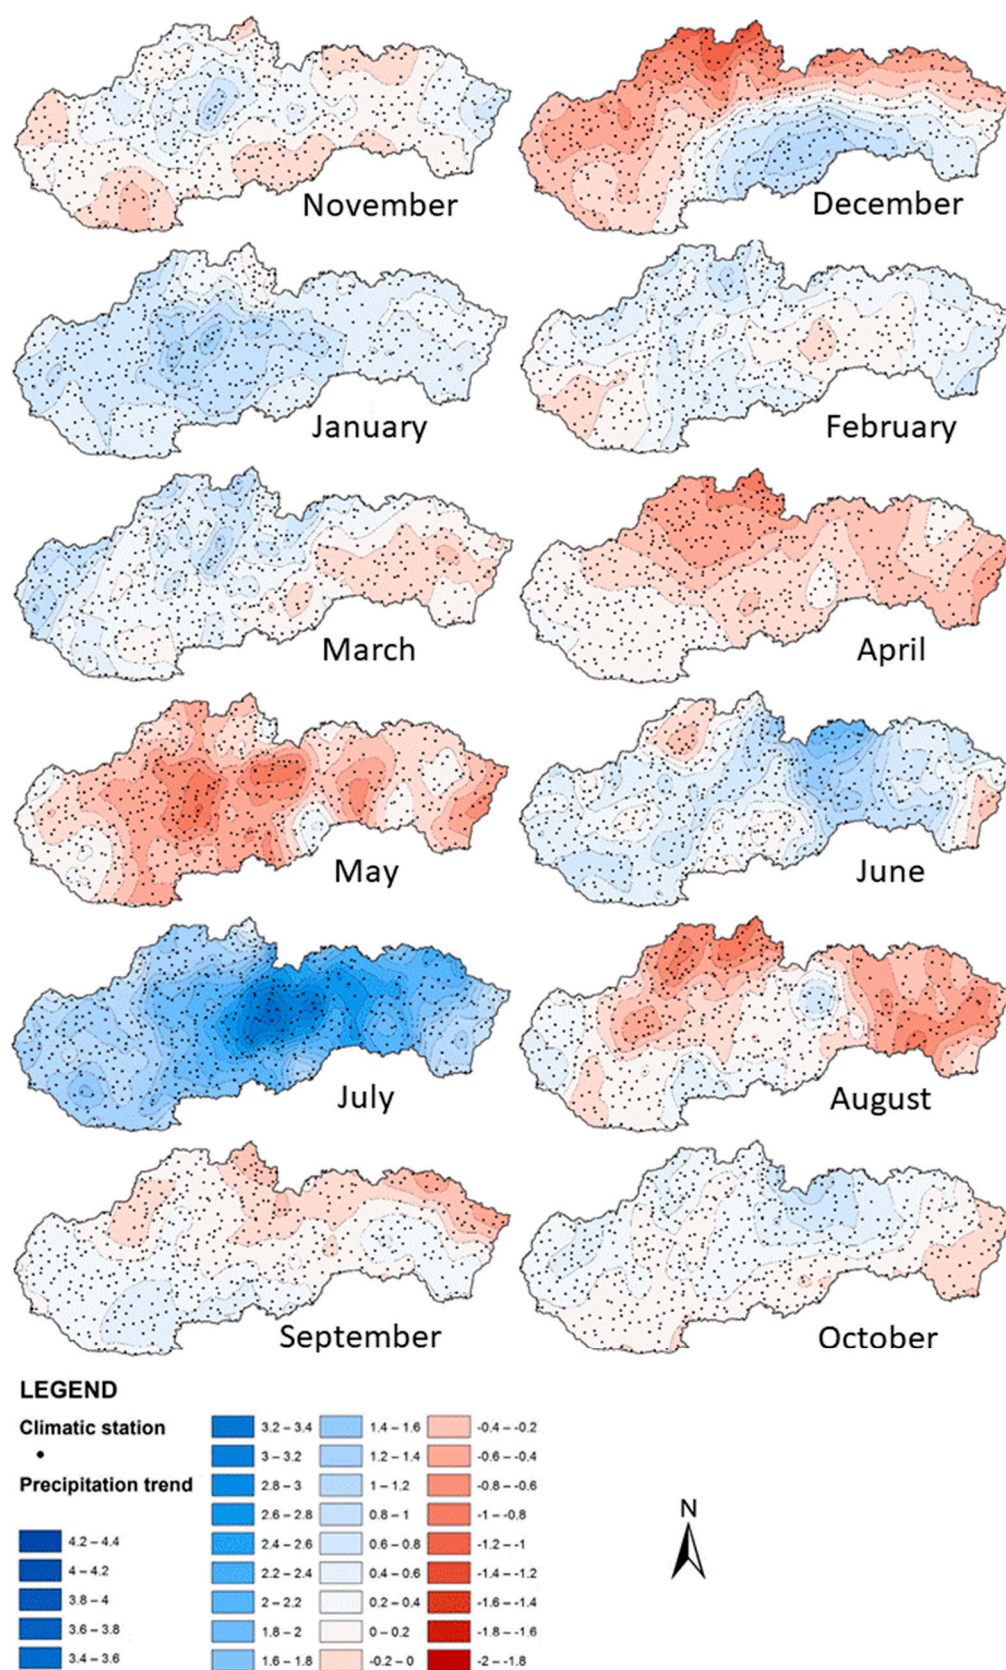 November
December
January
February
March
April
May
June
July
August
September
October
LEGEND
Climatic station
Precipitation trend
4.2 – 4.4
4 – 4.2
3.8 – 4
3.6 – 3.8
3.4 – 3.6
3.2 – 3.4
3 – 3.2
2.8 – 3
2.6 – 2.8
2.4 – 2.6
2.2 – 2.4
2 – 2.2
1.8 – 2
1.6 – 1.8
1.4 – 1.6
1.2 – 1.4
1 – 1.2
0.8 – 1
0.6 – 0.8
0.4 – 0.6
0.2 – 0.4
0 – 0.2
-0.2 – 0
-0.4 – -0.2
-0.6 – -0.4
-0.8 – -0.6
-1 – -0.8
-1.2 – -1
-1.4 – -1.2
-1.6 – -1.4
-1.8 – -1.6
-2 – -1.8
N